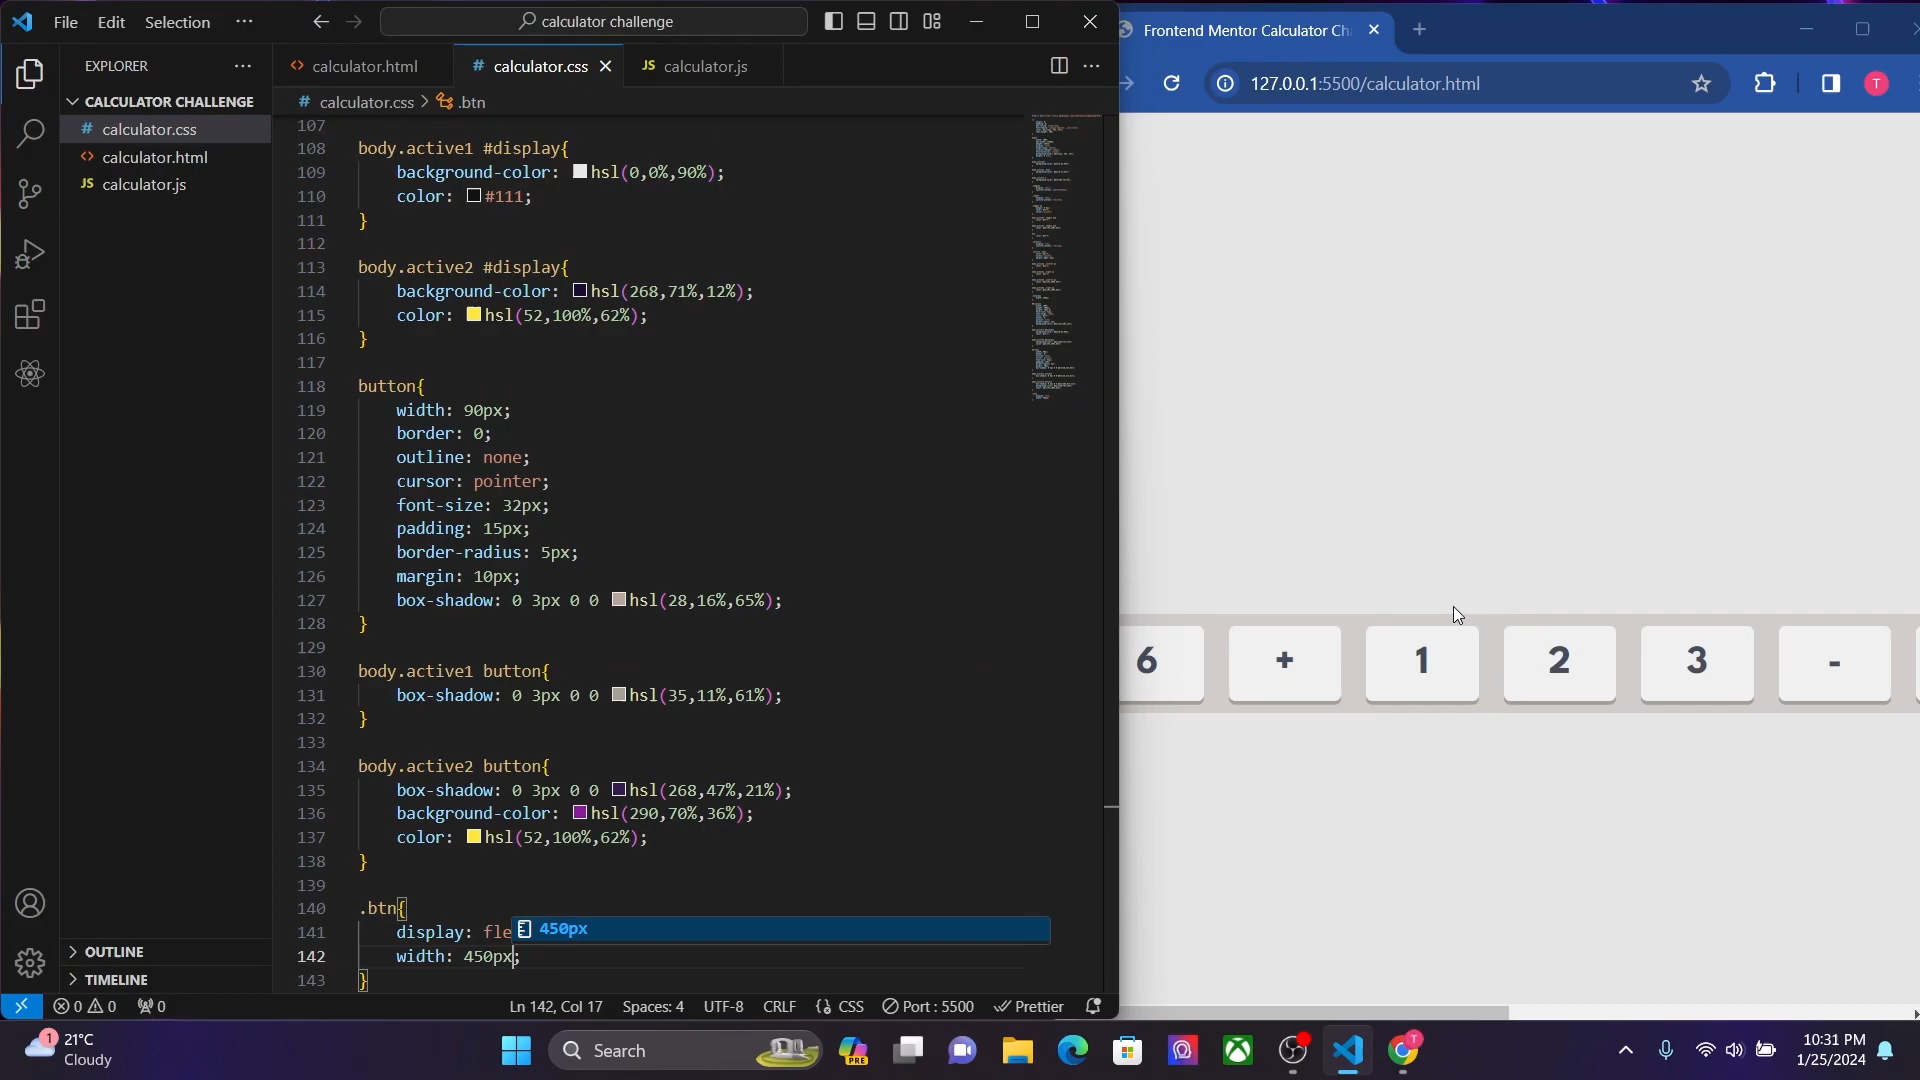 File Edit Selection ···
calculator challenge
EXPLORER
CALCULATOR CHALLENGE
# calculator.css
<> calculator.html
JS calculator.js
OUTLINE
TIMELINE
<> calculator.html
# calculator.css
JS calculator.js
# calculator.css > .btn
107
108 body.active1 #display{
109 background-color: hsl(0,0%,90%);
110 color: #111;
111 }
112
113 body.active2 #display{
114 background-color: hsl(268,71%,12%);
115 color: hsl(52,100%,62%);
116 }
117
118 button{
119 width: 90px;
120 border: 0;
121 outline: none;
122 cursor: pointer;
123 font-size: 32px;
124 padding: 15px;
125 border-radius: 5px;
126 margin: 10px;
127 box-shadow: 0 3px 0 0 hsl(28,16%,65%);
128 }
129
130 body.active1 button{
131 box-shadow: 0 3px 0 0 hsl(35,11%,61%);
132 }
133
134 body.active2 button{
135 box-shadow: 0 3px 0 0 hsl(268,47%,21%);
136 background-color: hsl(290,70%,36%);
137 color: hsl(52,100%,62%);
138 }
139
140 .btn{
141 display: fle
450px
142 width: 450px;
143 }
0 0 0
Ln 142, Col 17 Spaces: 4 UTF-8 CRLF {} CSS Port : 5500 Prettier
Frontend Mentor Calculator Ch
127.0.0.1:5500/calculator.html
T
6 + 1 2 3 -
1
21°C
Cloudy
Search
PRE
T
10:31 PM
1/25/2024